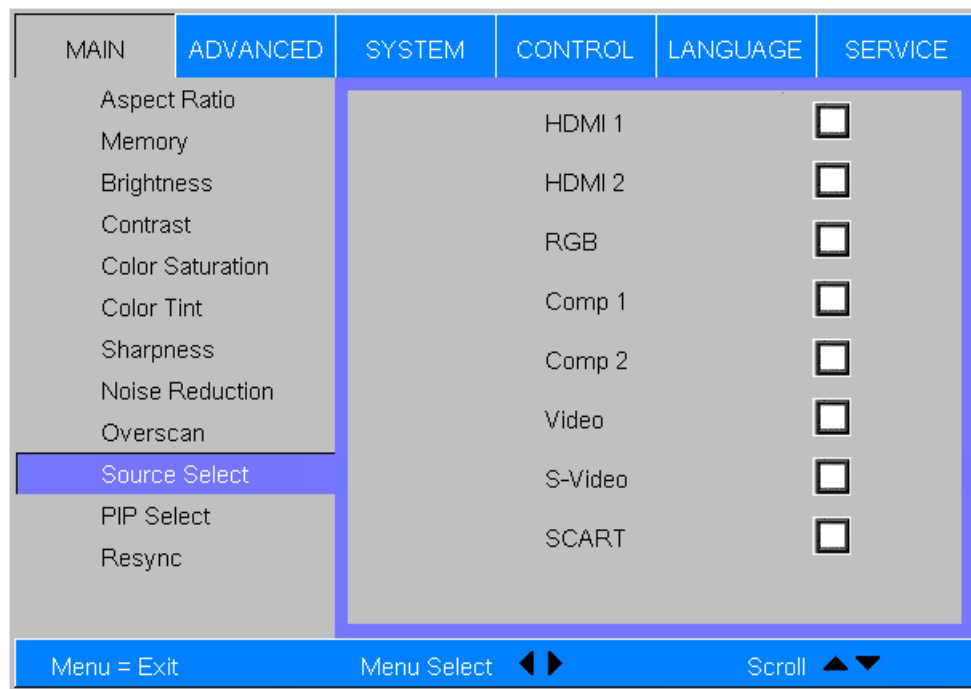 MAIN ADVANCED SYSTEM CONTROL LANGUAGE SERVICE
Aspect Ratio
Memory
Brightness
Contrast
Color Saturation
Color Tint
Sharpness
Noise Reduction
Overscan
Source Select
PIP Select
Resync
HDMI 1
HDMI 2
RGB
Comp 1
Comp 2
Video
S-Video
SCART
Menu = Exit Menu Select Scroll